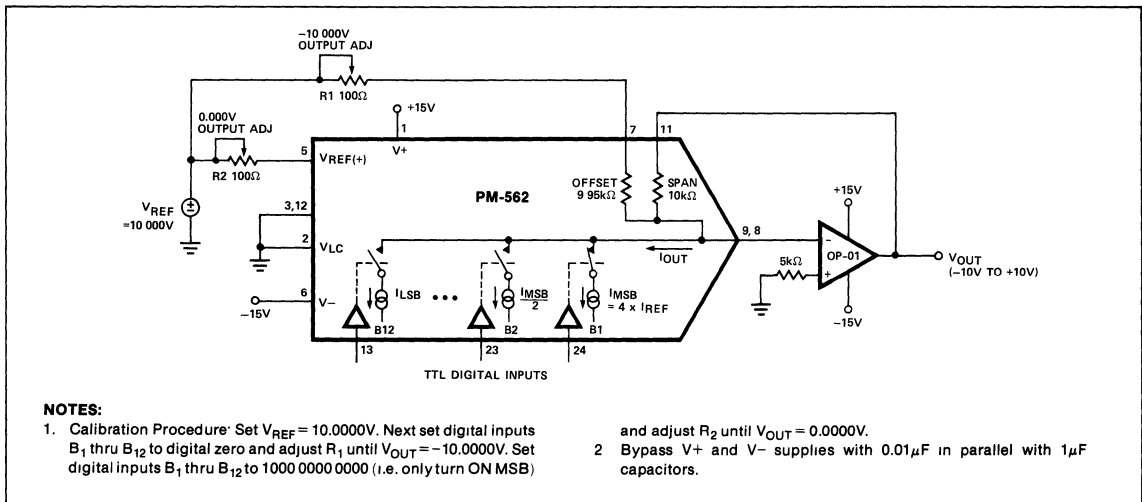 -10 000V
OUTPUT ADJ
R1 100Ω
+15V
0.000V
OUTPUT ADJ
1
7
11
5
VREF(+)
V+
R2 100Ω
PM-562
OFFSET
9 95kΩ
SPAN
10kΩ
+15V
VREF
=10 000V
3,12
2
VLC
9, 8
IOUT
−
OP-01
+
VOUT
(−10V TO +10V)
5kΩ
6
V−
−15V
ILSB
•••
IMSB
2
IMSB
= 4 x IREF
−15V
B12
B2
B1
13
23
24
TTL DIGITAL INPUTS
NOTES:
1. Calibration Procedure· Set VREF = 10.0000V. Next set digital inputs
B1 thru B12 to digital zero and adjust R1 until VOUT = −10.0000V. Set
digital inputs B1 thru B12 to 1000 0000 0000 (i.e. only turn ON MSB)
and adjust R2 until VOUT = 0.0000V.
2 Bypass V+ and V− supplies with 0.01μF in parallel with 1μF
capacitors.